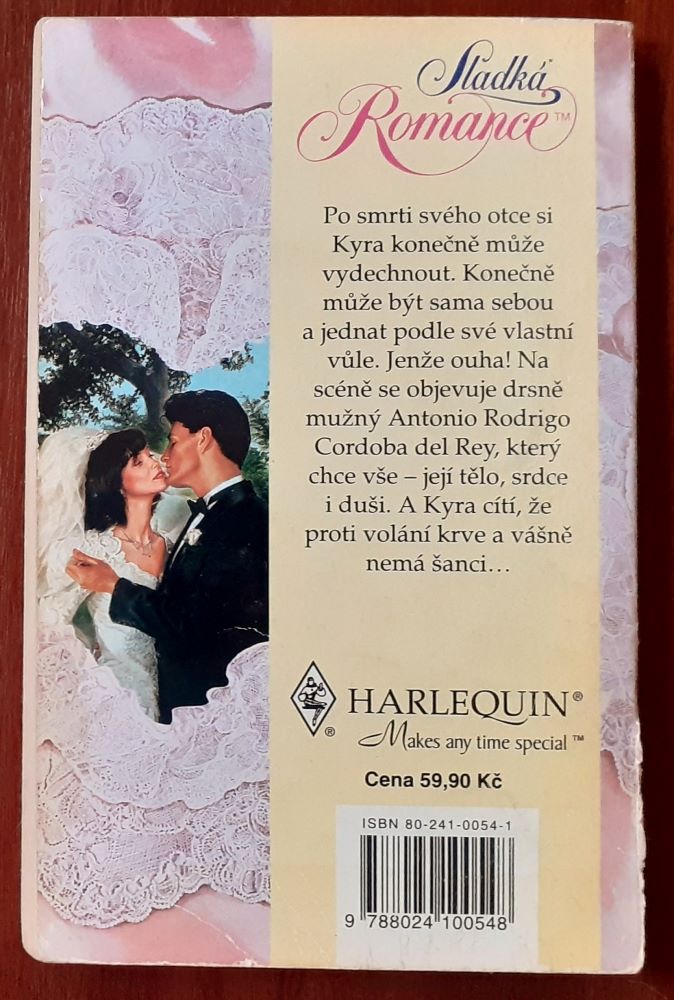 Sladká
Romance™
Po smrti svého otce si
Kyra konečně může
vydechnout. Konečně
může být sama sebou
a jednat podle své vlastní
vůle. Jenže ouha! Na
scéně se objevuje drsně
mužný Antonio Rodrigo
Cordoba del Rey, který
chce vše – její tělo, srdce
i duši. A Kyra cítí, že
proti volání krve a vášně
nemá šanci…
HARLEQUIN®
®
Makes any time special™
Cena 59,90 Kč
ISBN 80-241-0054-1
9 788024 100548